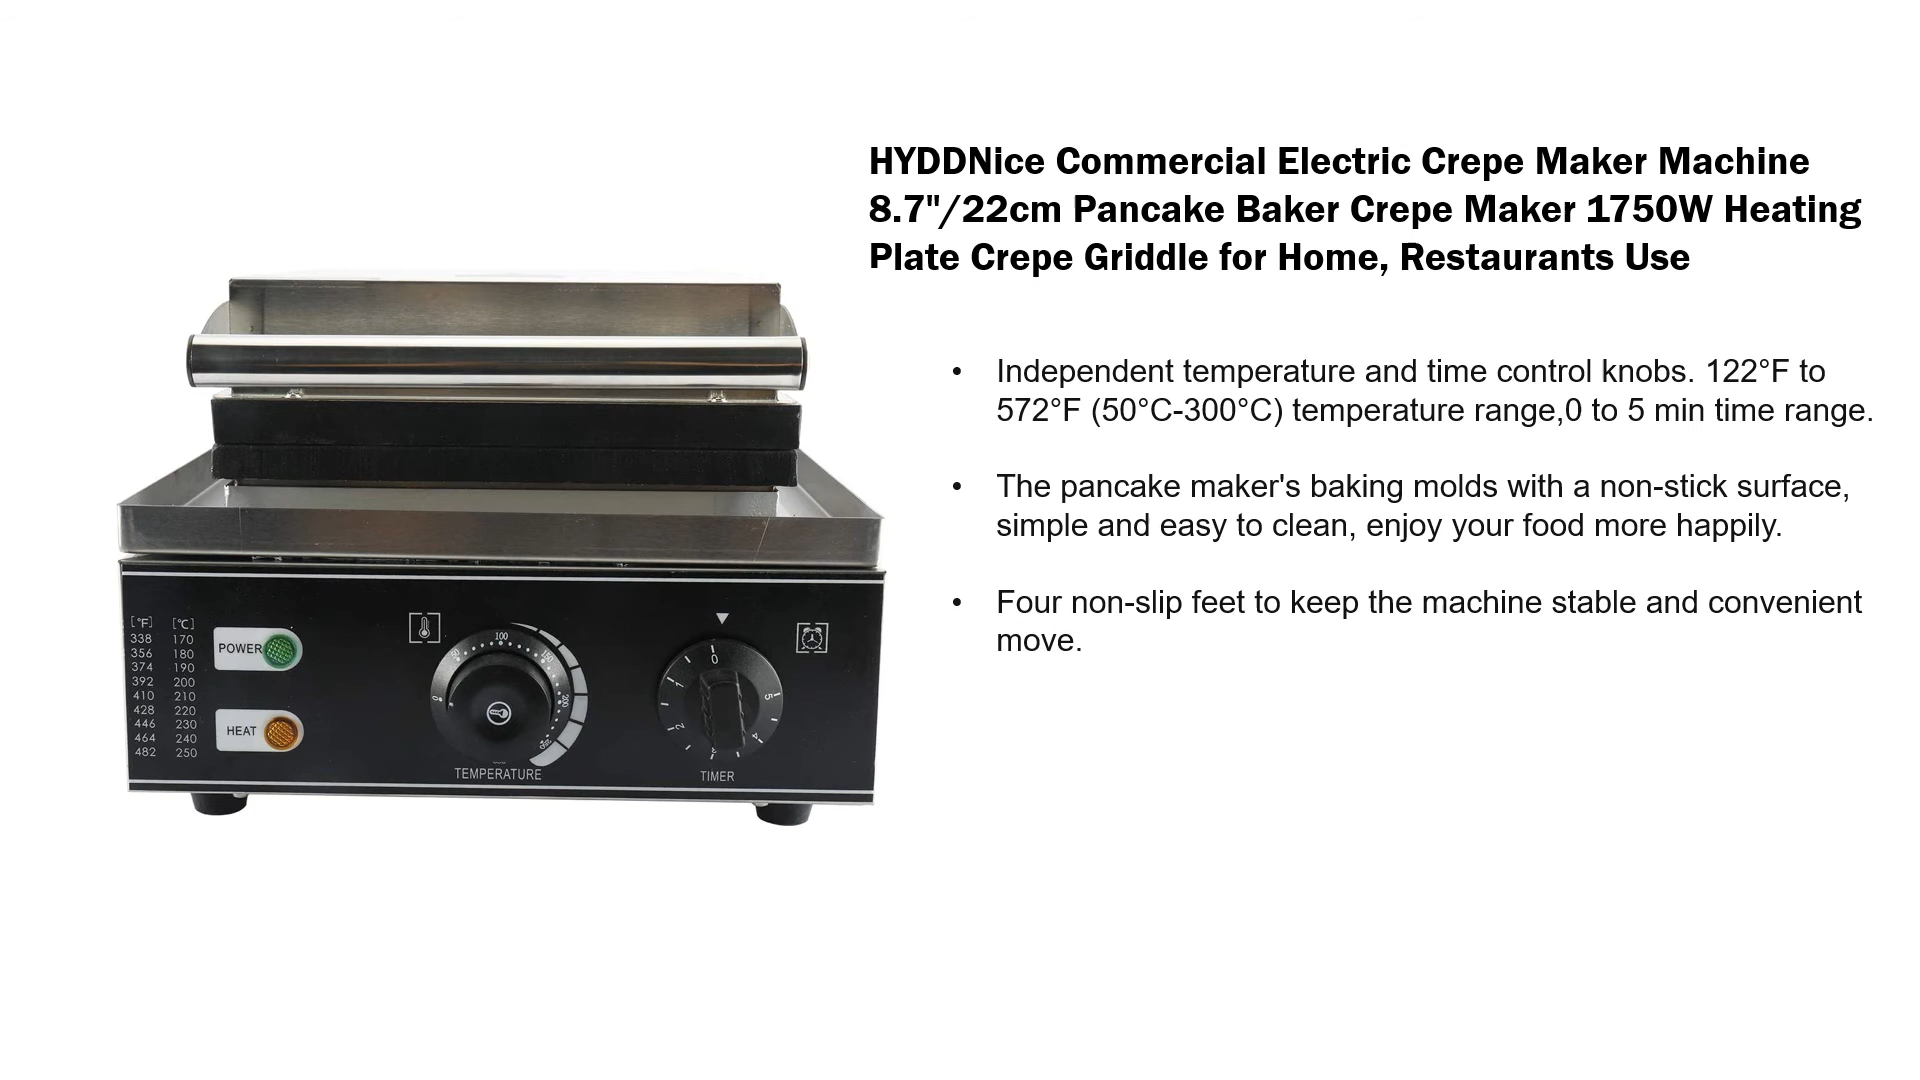 HYDDNice Commercial Electric Crepe Maker Machine
8.7"/22cm Pancake Baker Crepe Maker 1750W Heating
Plate Crepe Griddle for Home, Restaurants Use
• Independent temperature and time control knobs. 122°F to
572°F (50°C-300°C) temperature range,0 to 5 min time range.
• The pancake maker's baking molds with a non-stick surface,
simple and easy to clean, enjoy your food more happily.
• Four non-slip feet to keep the machine stable and convenient
move.
[°F] [°C]
338 170
356 180
374 190
392 200
410 210
428 220
446 230
464 240
482 250
POWER
HEAT
0 50 100 150 200 250
TEMPERATURE
0 1 2 3 4 5
TIMER